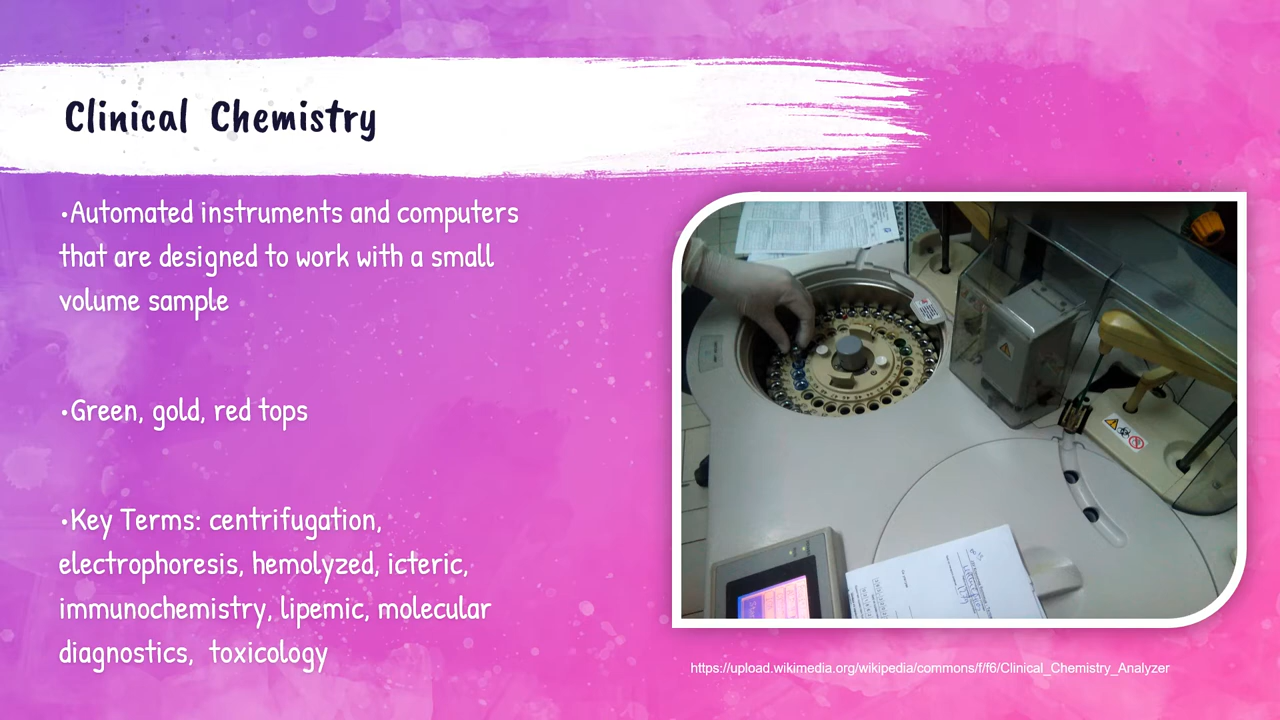 Clinical Chemistry
•Automated instruments and computers
that are designed to work with a small
volume sample
•Green, gold, red tops
•Key Terms: centrifugation,
electrophoresis, hemolyzed, icteric,
immunochemistry, lipemic, molecular
diagnostics, toxicology
https://upload.wikimedia.org/wikipedia/commons/f/f6/Clinical_Chemistry_Analyzer